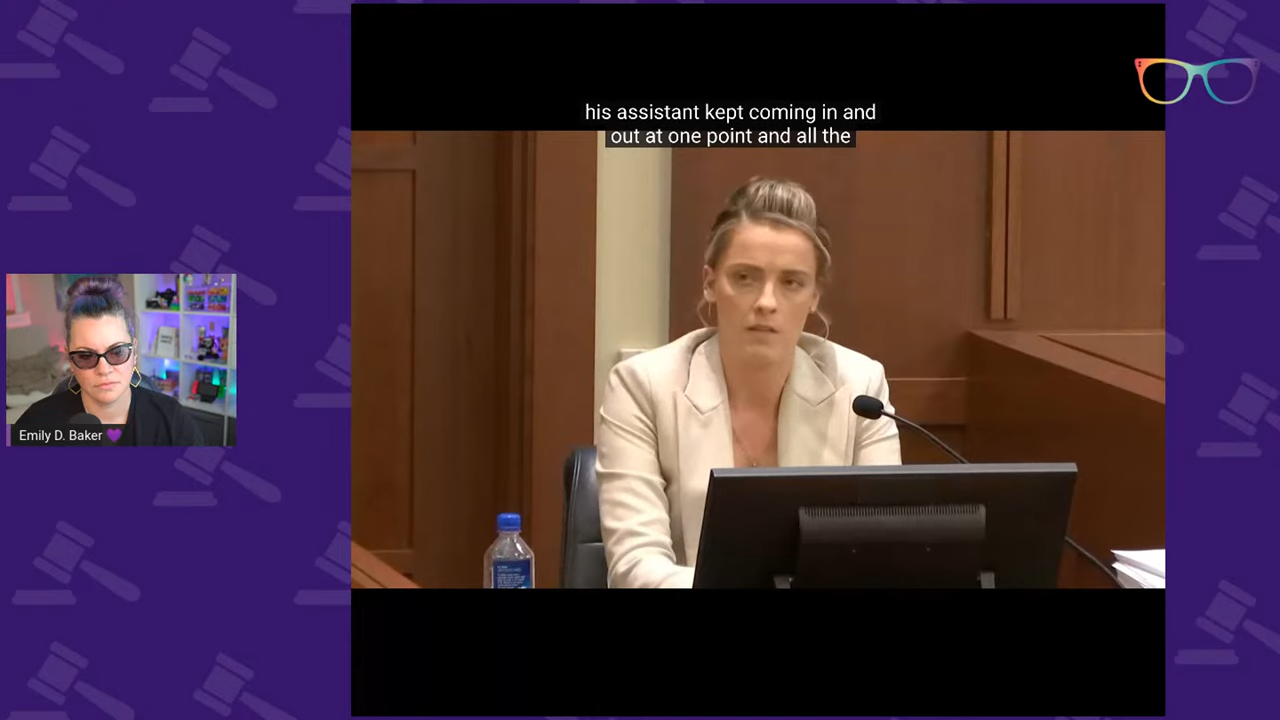 his assistant kept coming in and
out at one point and all the
Emily D. Baker 💜